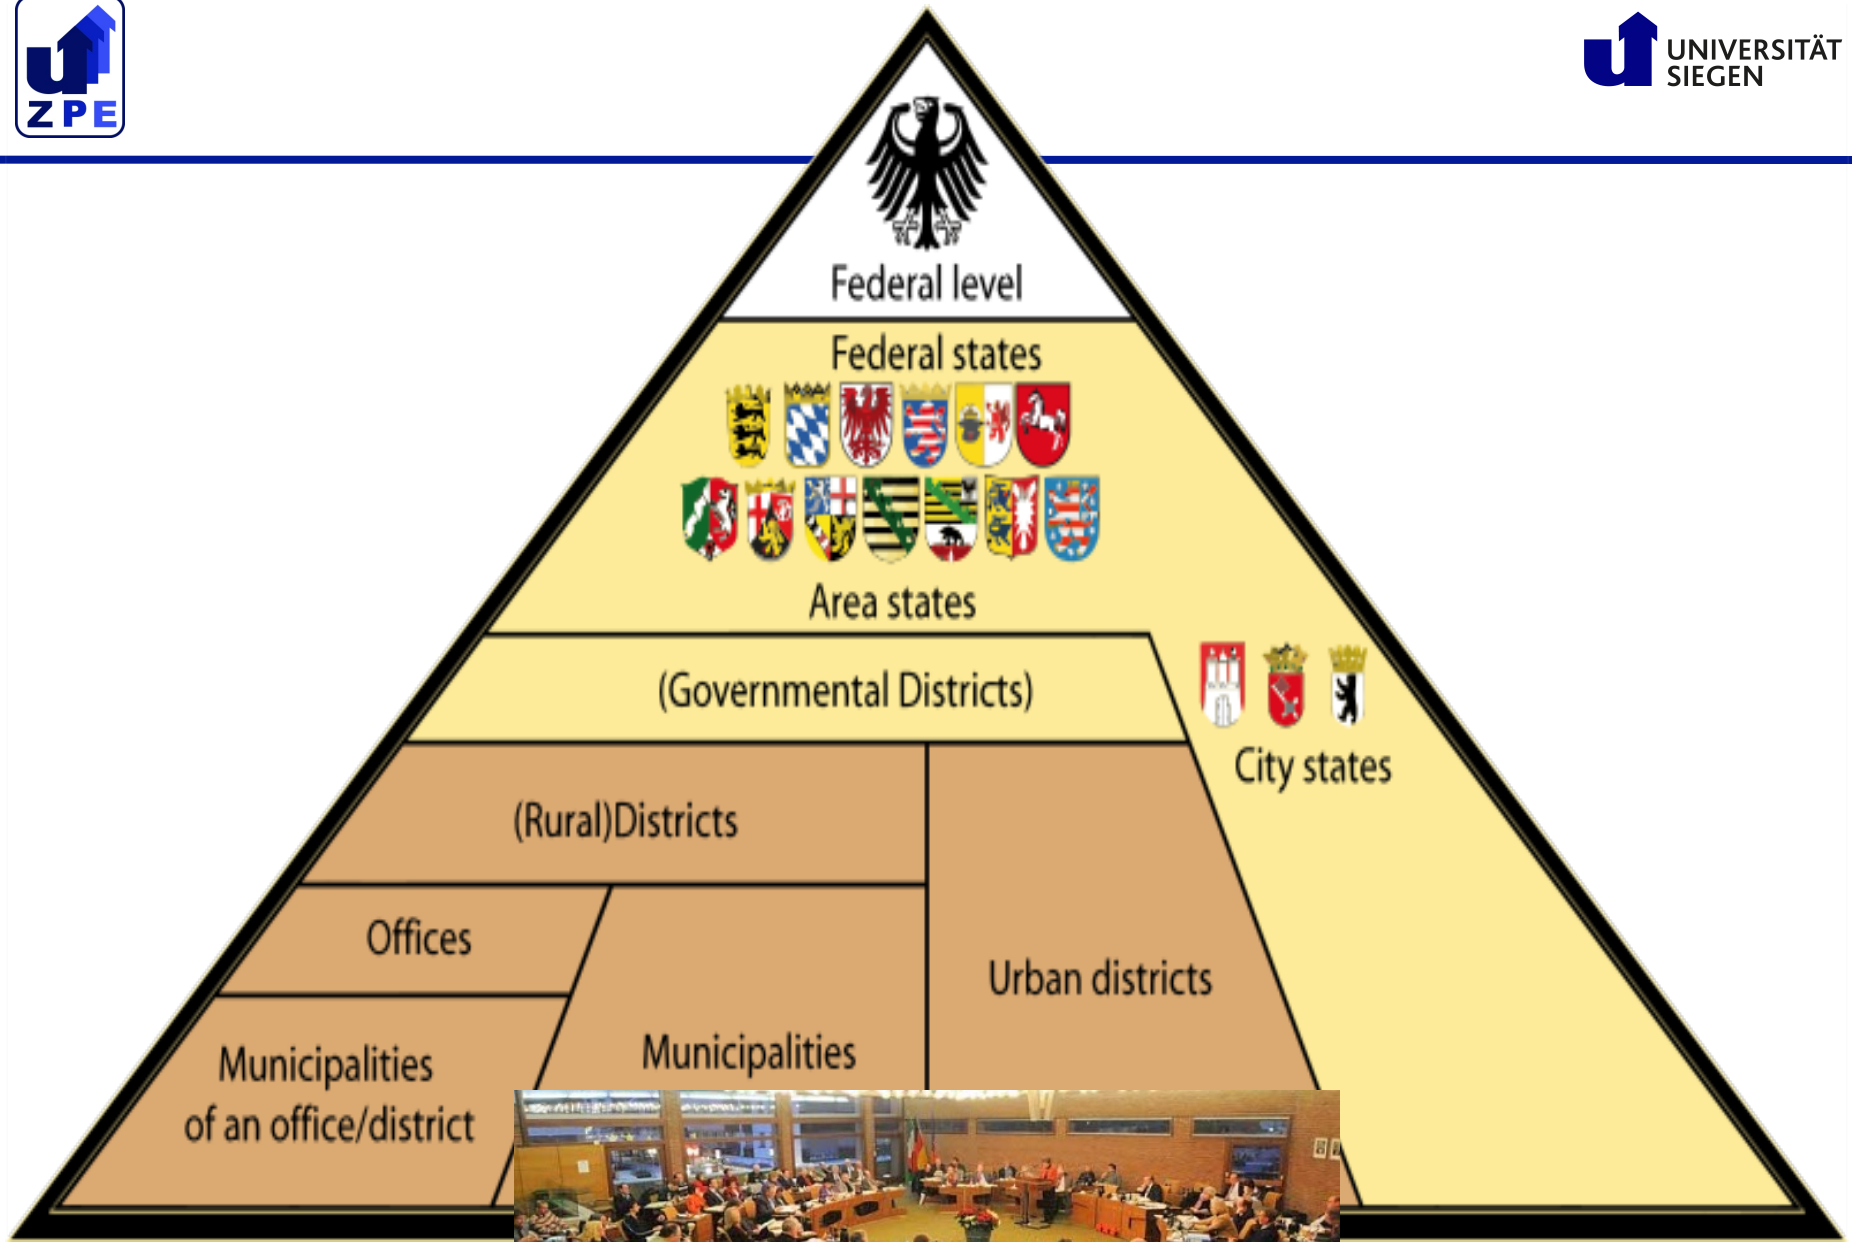 ZPE
UNIVERSITÄT
SIEGEN
Federal level
Federal states
Area states
(Governmental Districts)
City states
(Rural)Districts
Offices
Urban districts
Municipalities
Municipalities
of an office/district